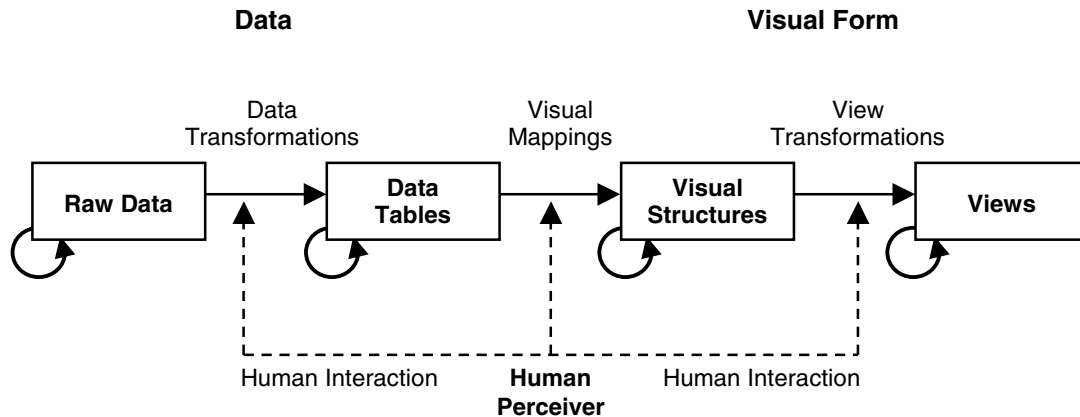 Data
Visual Form
Data
Transformations
Visual
Mappings
View
Transformations
Raw Data
Data
Tables
Visual
Structures
Views
Human Interaction
Human
Perceiver
Human Interaction